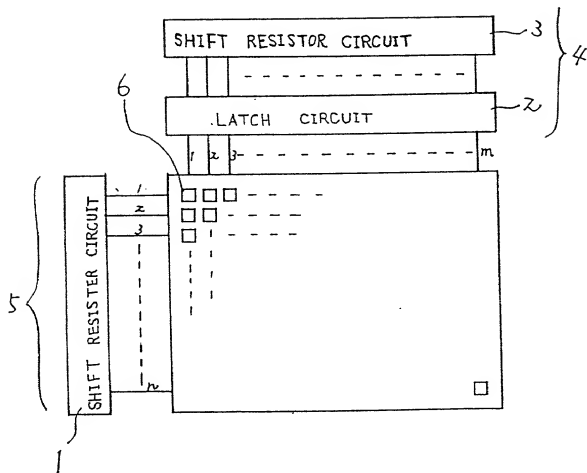 SHIFT RESISTOR CIRCUIT
3
4
6
LATCH CIRCUIT
2
1 2 3 m
5
SHIFT RESISTER CIRCUIT
1
2
3
n
1